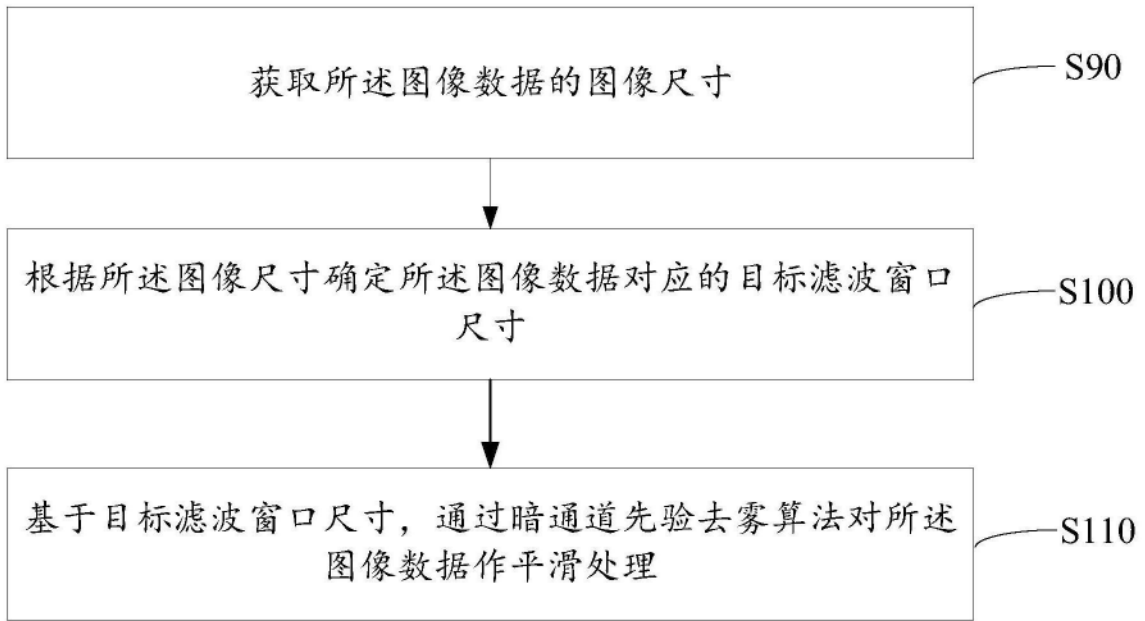 获取所述图像数据的图像尺寸
S90
根据所述图像尺寸确定所述图像数据对应的目标滤波窗口
尺寸
S100
基于目标滤波窗口尺寸，通过暗通道先验去雾算法对所述
图像数据作平滑处理
S110